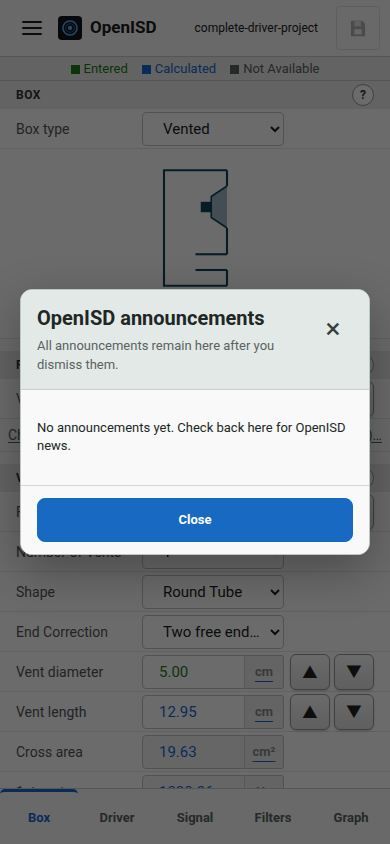 OpenISD
complete-driver-project
Entered Calculated Not Available
BOX
?
Box type Vented
OpenISD announcements
All announcements remain here after you
dismiss them.
No announcements yet. Check back here for OpenISD
news.
Close
Shape Round Tube
End Correction Two free end...
Vent diameter 5.00 cm
Vent length 12.95 cm
Cross area 19.63 cm²
Box Driver Signal Filters Graph